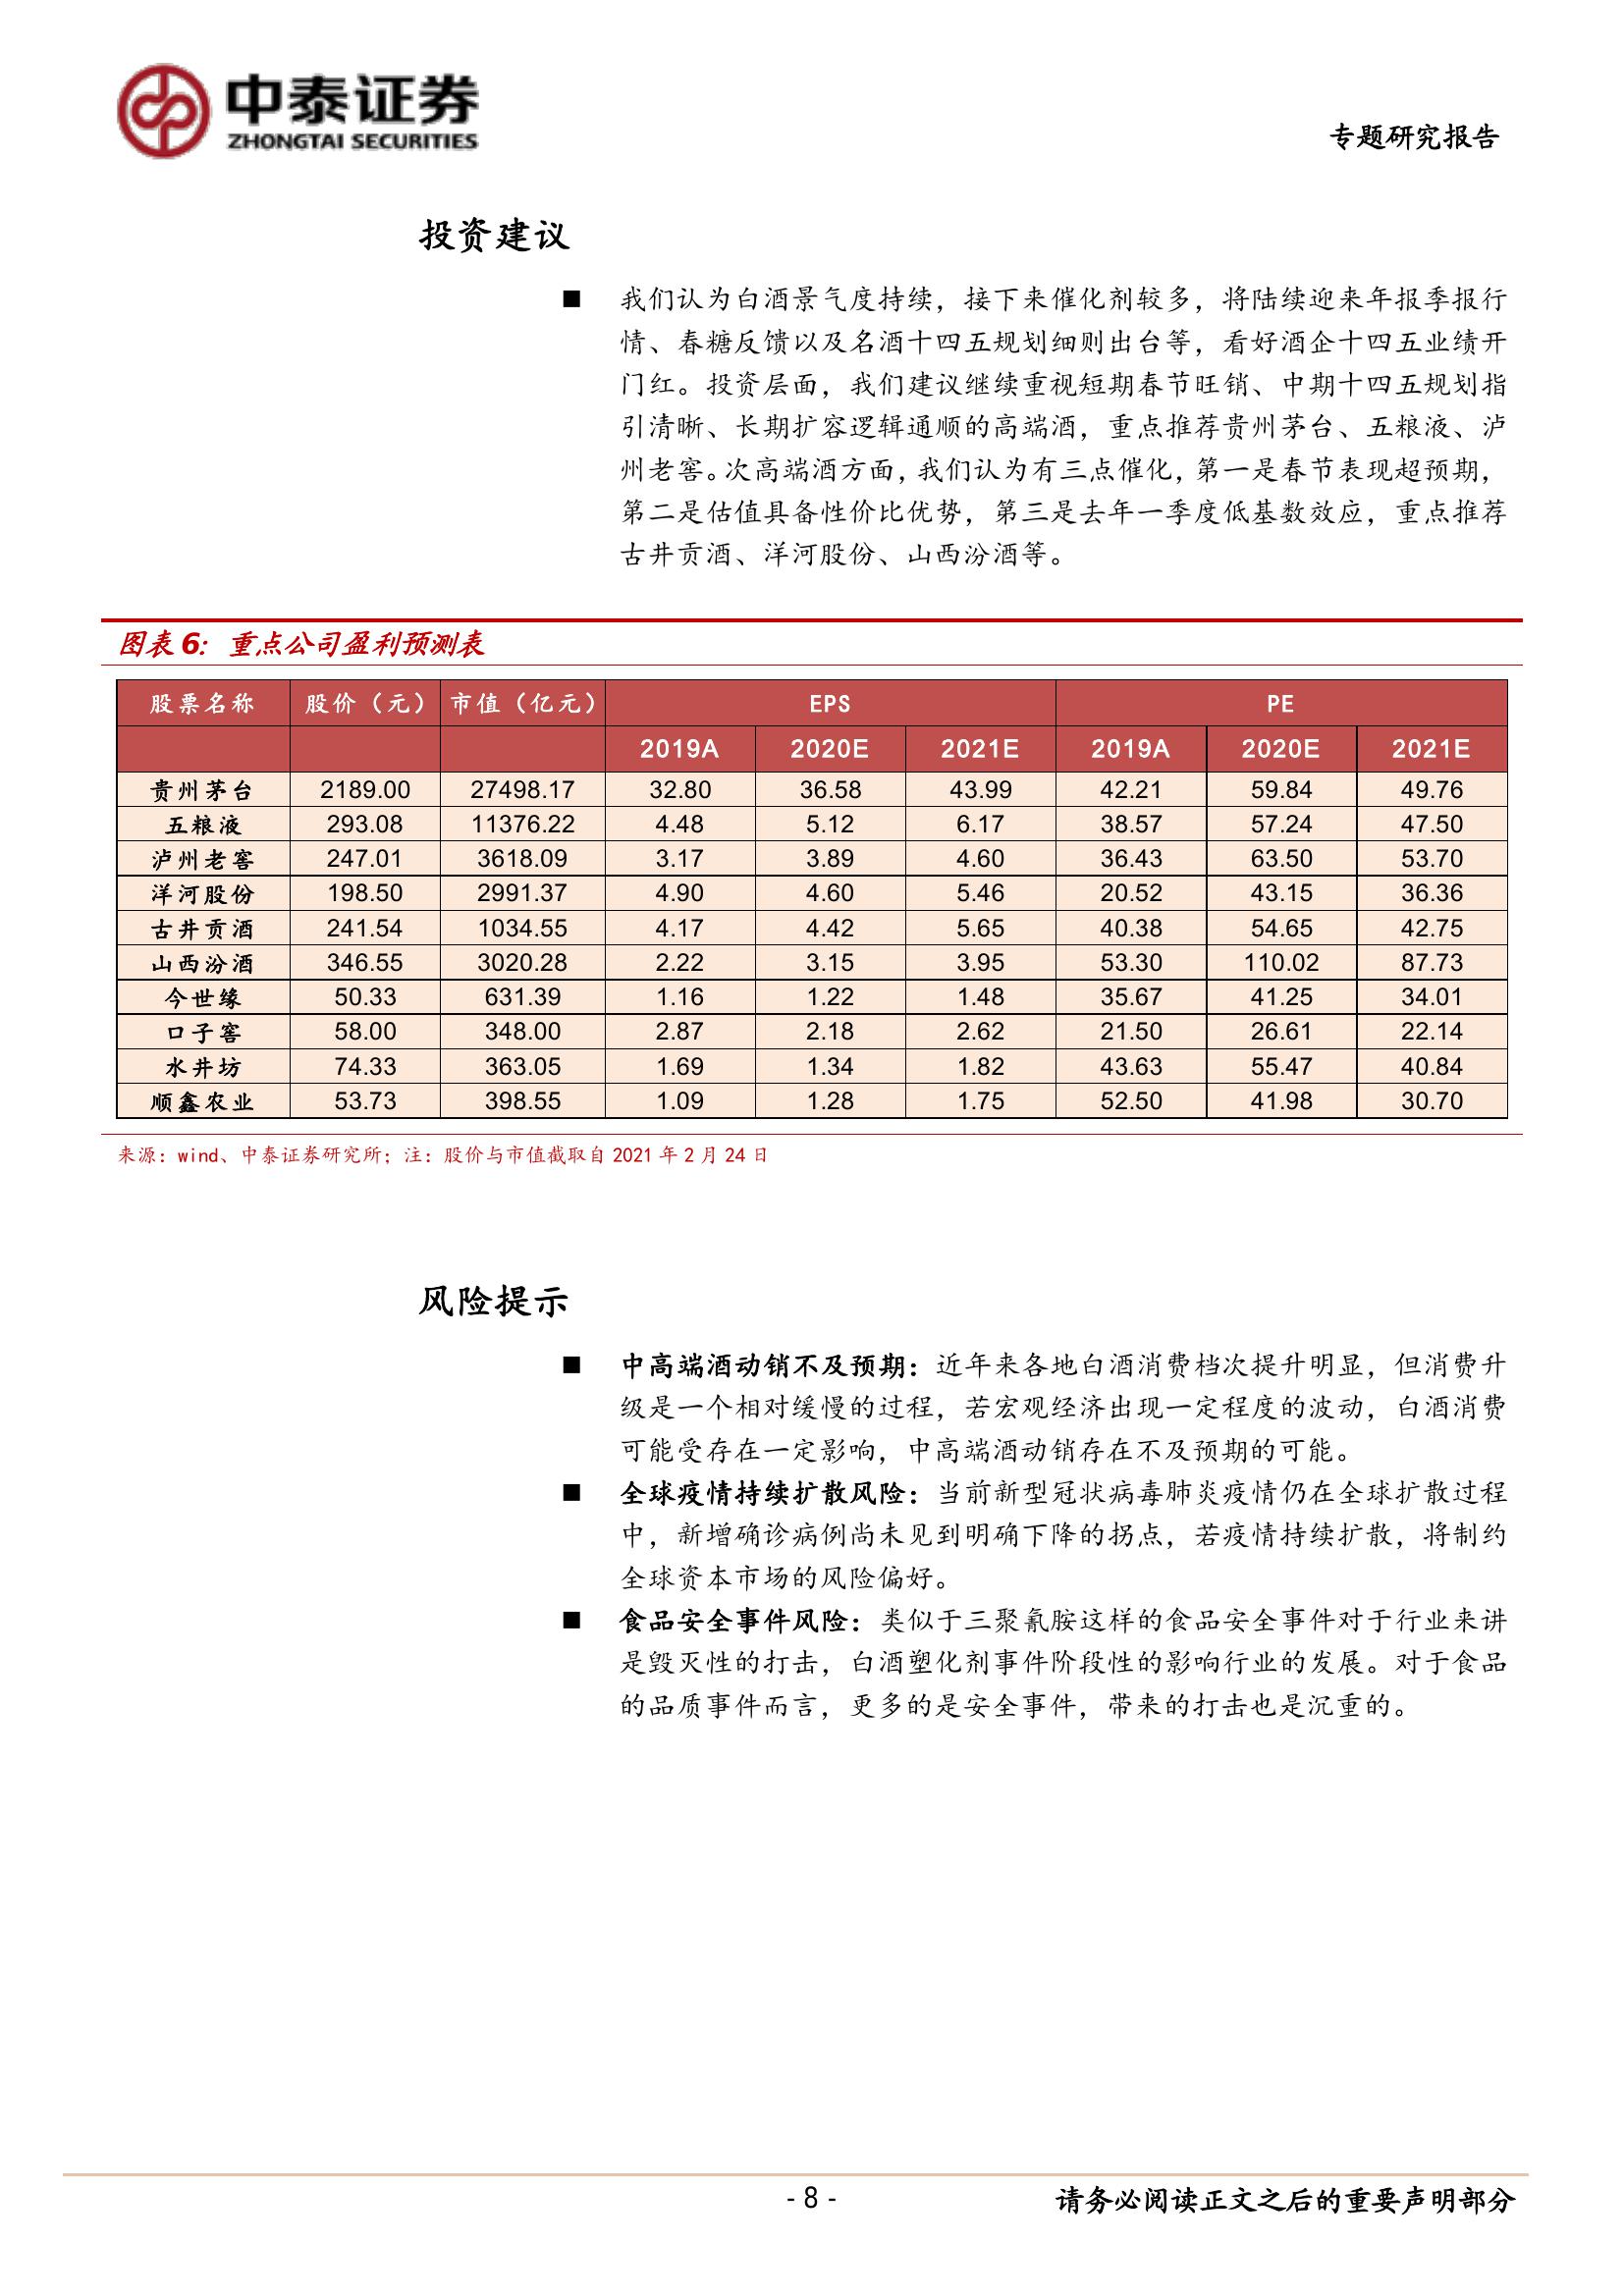 中泰证券
ZHONGTAI SECURITIES
专题研究报告
投资建议
■ 我们认为白酒景气度持续，接下来催化剂较多，将陆续迎来年报季报行
情、春糖反馈以及名酒十四五规划细则出台等，看好酒企十四五业绩开
门红。投资层面，我们建议继续重视短期春节旺销、中期十四五规划指
引清晰、长期扩容逻辑通顺的高端酒，重点推荐贵州茅台、五粮液、泸
州老窖。次高端酒方面，我们认为有三点催化，第一是春节表现超预期，
第二是估值具备性价比优势，第三是去年一季度低基数效应，重点推荐
古井贡酒、洋河股份、山西汾酒等。
图表 6：重点公司盈利预测表
股票名称 股价（元） 市值（亿元） EPS PE
2019A 2020E 2021E 2019A 2020E 2021E
贵州茅台 2189.00 27498.17 32.80 36.58 43.99 42.21 59.84 49.76
五粮液 293.08 11376.22 4.48 5.12 6.17 38.57 57.24 47.50
泸州老窖 247.01 3618.09 3.17 3.89 4.60 36.43 63.50 53.70
洋河股份 198.50 2991.37 4.90 4.60 5.46 20.52 43.15 36.36
古井贡酒 241.54 1034.55 4.17 4.42 5.65 40.38 54.65 42.75
山西汾酒 346.55 3020.28 2.22 3.15 3.95 53.30 110.02 87.73
今世缘 50.33 631.39 1.16 1.22 1.48 35.67 41.25 34.01
口子窖 58.00 348.00 2.87 2.18 2.62 21.50 26.61 22.14
水井坊 74.33 363.05 1.69 1.34 1.82 43.63 55.47 40.84
顺鑫农业 53.73 398.55 1.09 1.28 1.75 52.50 41.98 30.70
来源：wind、中泰证券研究所；注：股价与市值截取自 2021 年 2 月 24 日
风险提示
■ 中高端酒动销不及预期：近年来各地白酒消费档次提升明显，但消费升
级是一个相对缓慢的过程，若宏观经济出现一定程度的波动，白酒消费
可能受存在一定影响，中高端酒动销存在不及预期的可能。
■ 全球疫情持续扩散风险：当前新型冠状病毒肺炎疫情仍在全球扩散过程
中，新增确诊病例尚未见到明确下降的拐点，若疫情持续扩散，将制约
全球资本市场的风险偏好。
■ 食品安全事件风险：类似于三聚氰胺这样的食品安全事件对于行业来讲
是毁灭性的打击，白酒塑化剂事件阶段性的影响行业的发展。对于食品
的品质事件而言，更多的是安全事件，带来的打击也是沉重的。
- 8 -
请务必阅读正文之后的重要声明部分